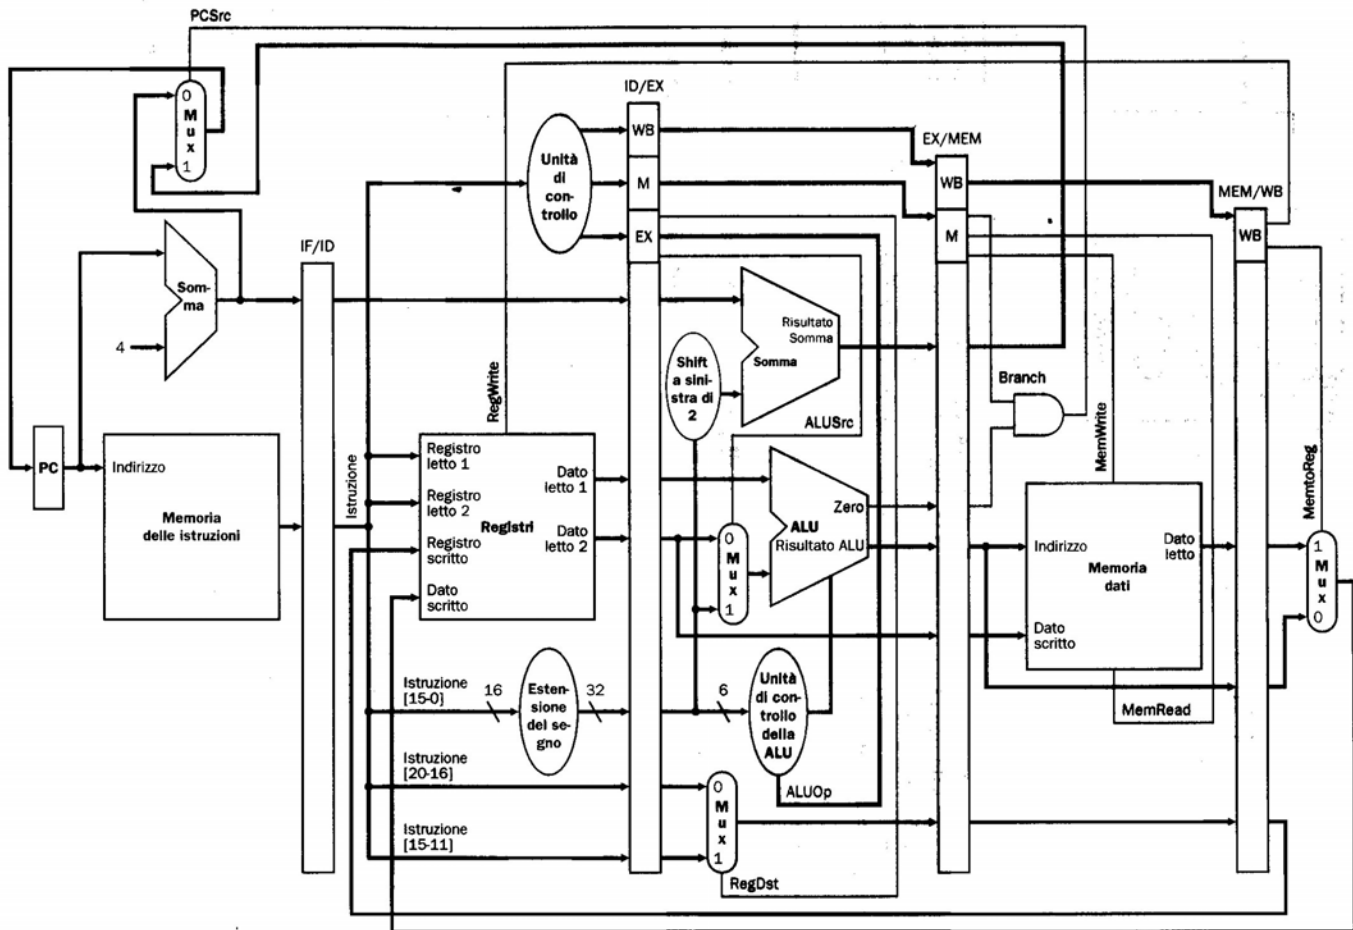 PCSrc
0
M
u
x
1
ID/EX
WB
M
EX
Unità
di
con-
trollo
EX/MEM
WB
M
MEM/WB
WB
IF/ID
Som-
ma
4
Risultato
Somma
Somma
Shift
a sini-
stra di
2
Branch
RegWrite
ALUSrc
MemWrite
MemtoReg
PC
Indirizzo
Memoria
delle istruzioni
Istruzione
Registro
letto 1
Registro
letto 2
Registro
scritto
Dato
scritto
Registri
Dato
letto 1
Dato
letto 2
0
M
u
x
1
Zero
ALU
Risultato ALU
Indirizzo
Dato
letto
Memoria
dati
Dato
scritto
MemRead
1
M
u
x
0
Istruzione
[15-0]
16
Esten-
sione
del se-
gno
32
6
Unità
di con-
trollo
della
ALU
ALUOp
Istruzione
[20-16]
Istruzione
[15-11]
0
M
u
x
1
RegDst